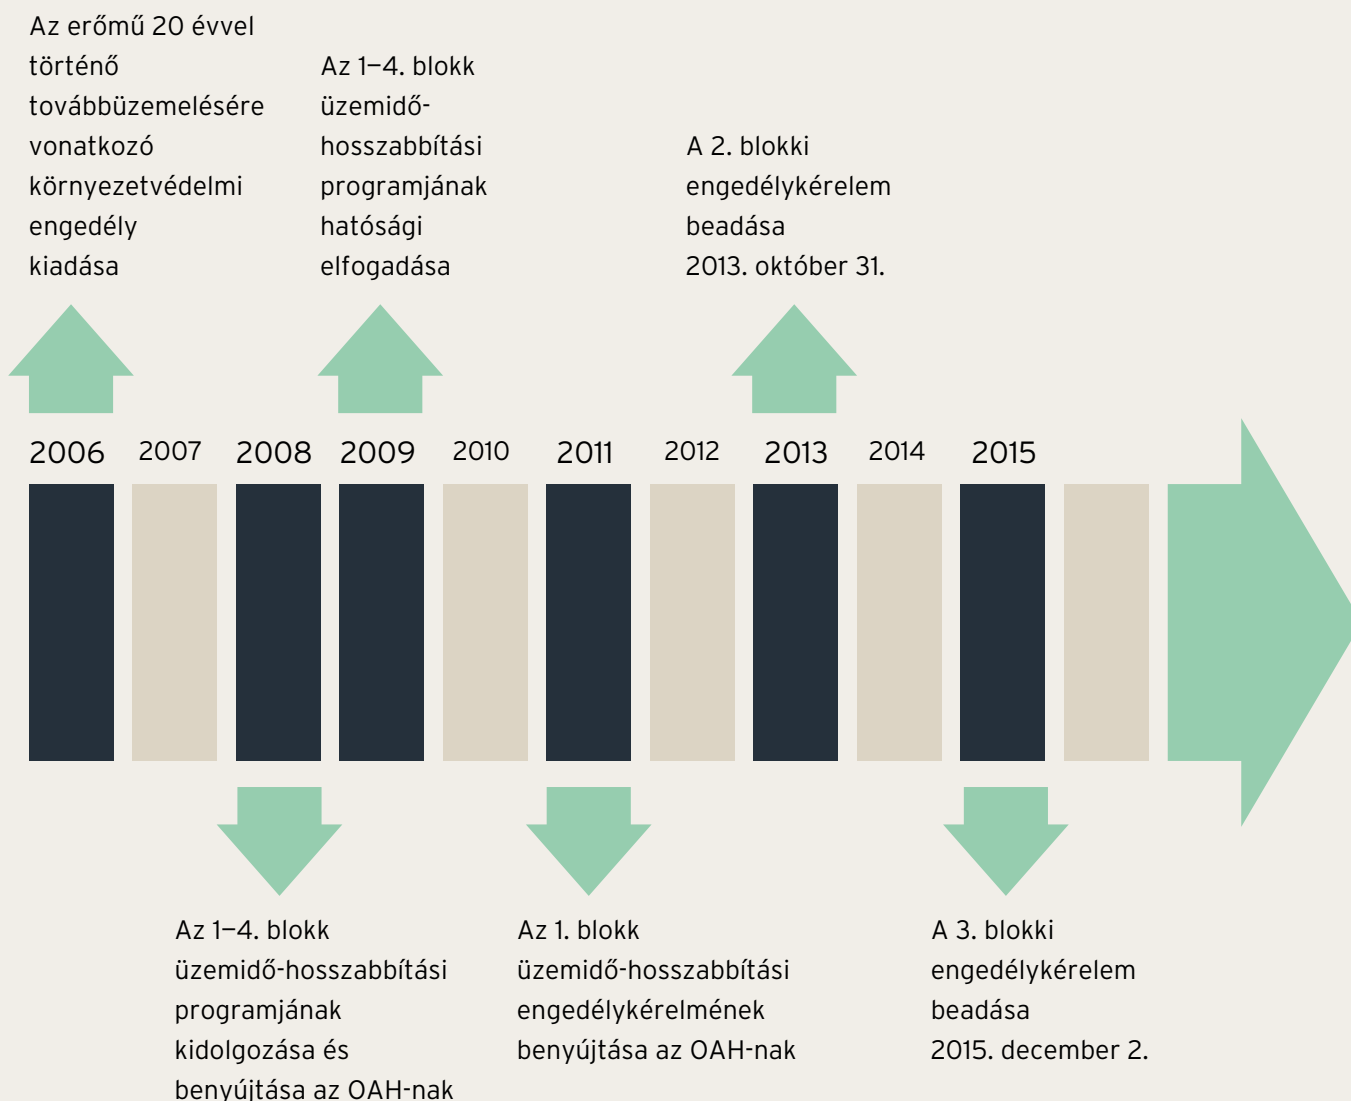 Az erőmű 20 évvel
történő
továbbüzemelésére
vonatkozó
környezetvédelmi
engedély
kiadása
Az 1–4. blokk
üzemidő-
hosszabbítási
programjának
hatósági
elfogadása
A 2. blokki
engedélykérelem
beadása
2013. október 31.
2006 2007 2008 2009 2010 2011 2012 2013 2014 2015
Az 1–4. blokk
üzemidő-hosszabbítási
programjának
kidolgozása és
benyújtása az OAH-nak
Az 1. blokk
üzemidő-hosszabbítási
engedélykérelmének
benyújtása az OAH-nak
A 3. blokki
engedélykérelem
beadása
2015. december 2.